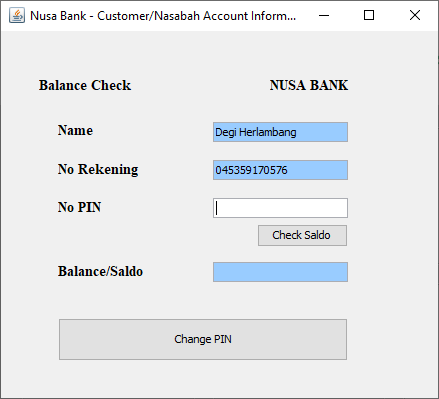 Nusa Bank - Customer/Nasabah Account Inform...
Balance Check NUSA BANK
Name Degi Herlambang
No Rekening 045359170576
No PIN
Check Saldo
Balance/Saldo
Change PIN